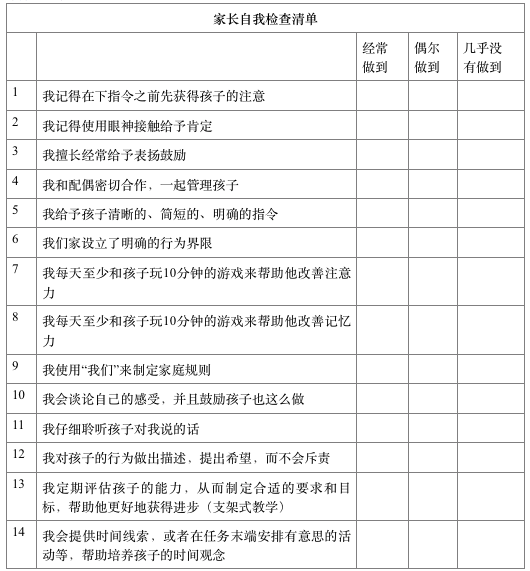 家长自我检查清单
经常 偶尔 几乎没
做到 做到 有做到
1 我记得在下指令之前先获得孩子的注意
2 我记得使用眼神接触给予肯定
3 我擅长经常给予表扬鼓励
4 我和配偶密切合作，一起管理孩子
5 我给予孩子清晰的、简短的、明确的指令
6 我们家设立了明确的行为界限
7 我每天至少和孩子玩10分钟的游戏来帮助他改善注意
力
8 我每天至少和孩子玩10分钟的游戏来帮助他改善记忆
力
9 我使用“我们”来制定家庭规则
10 我会谈论自己的感受，并且鼓励孩子也这么做
11 我仔细聆听孩子对我说的话
12 我对孩子的行为做出描述，提出希望，而不会斥责
13 我定期评估孩子的能力，从而制定合适的要求和目
标，帮助他更好地获得进步（支架式教学）
14 我会提供时间线索，或者在任务末端安排有意思的活
动等，帮助培养孩子的时间观念